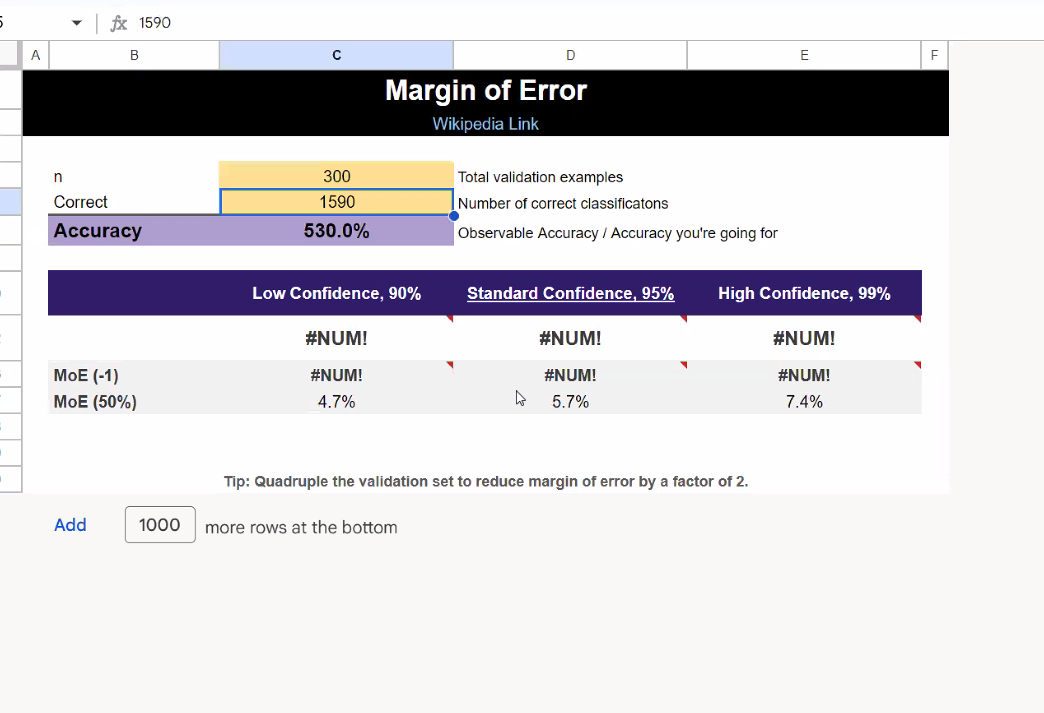 fx 1590
A B C D E F
Margin of Error
Wikipedia Link
n 300 Total validation examples
Correct 1590 Number of correct classificatons
Accuracy 530.0% Observable Accuracy / Accuracy you're going for
Low Confidence, 90% Standard Confidence, 95% High Confidence, 99%
#NUM! #NUM! #NUM!
MoE (-1) #NUM! #NUM! #NUM!
MoE (50%) 4.7% 5.7% 7.4%
Tip: Quadruple the validation set to reduce margin of error by a factor of 2.
Add 1000 more rows at the bottom